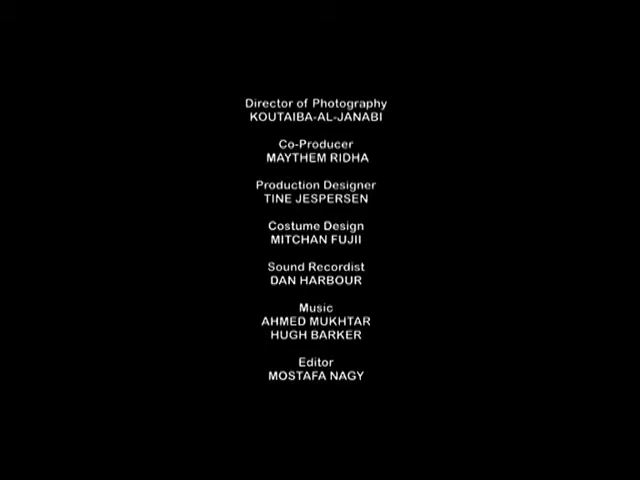 Director of Photography
KOUTAIBA-AL-JANABI
Co-Producer
MAYTHEM RIDHA
Production Designer
TINE JESPERSEN
Costume Design
MITCHAN FUJII
Sound Recordist
DAN HARBOUR
Music
AHMED MUKHTAR
HUGH BARKER
Editor
MOSTAFA NAGY